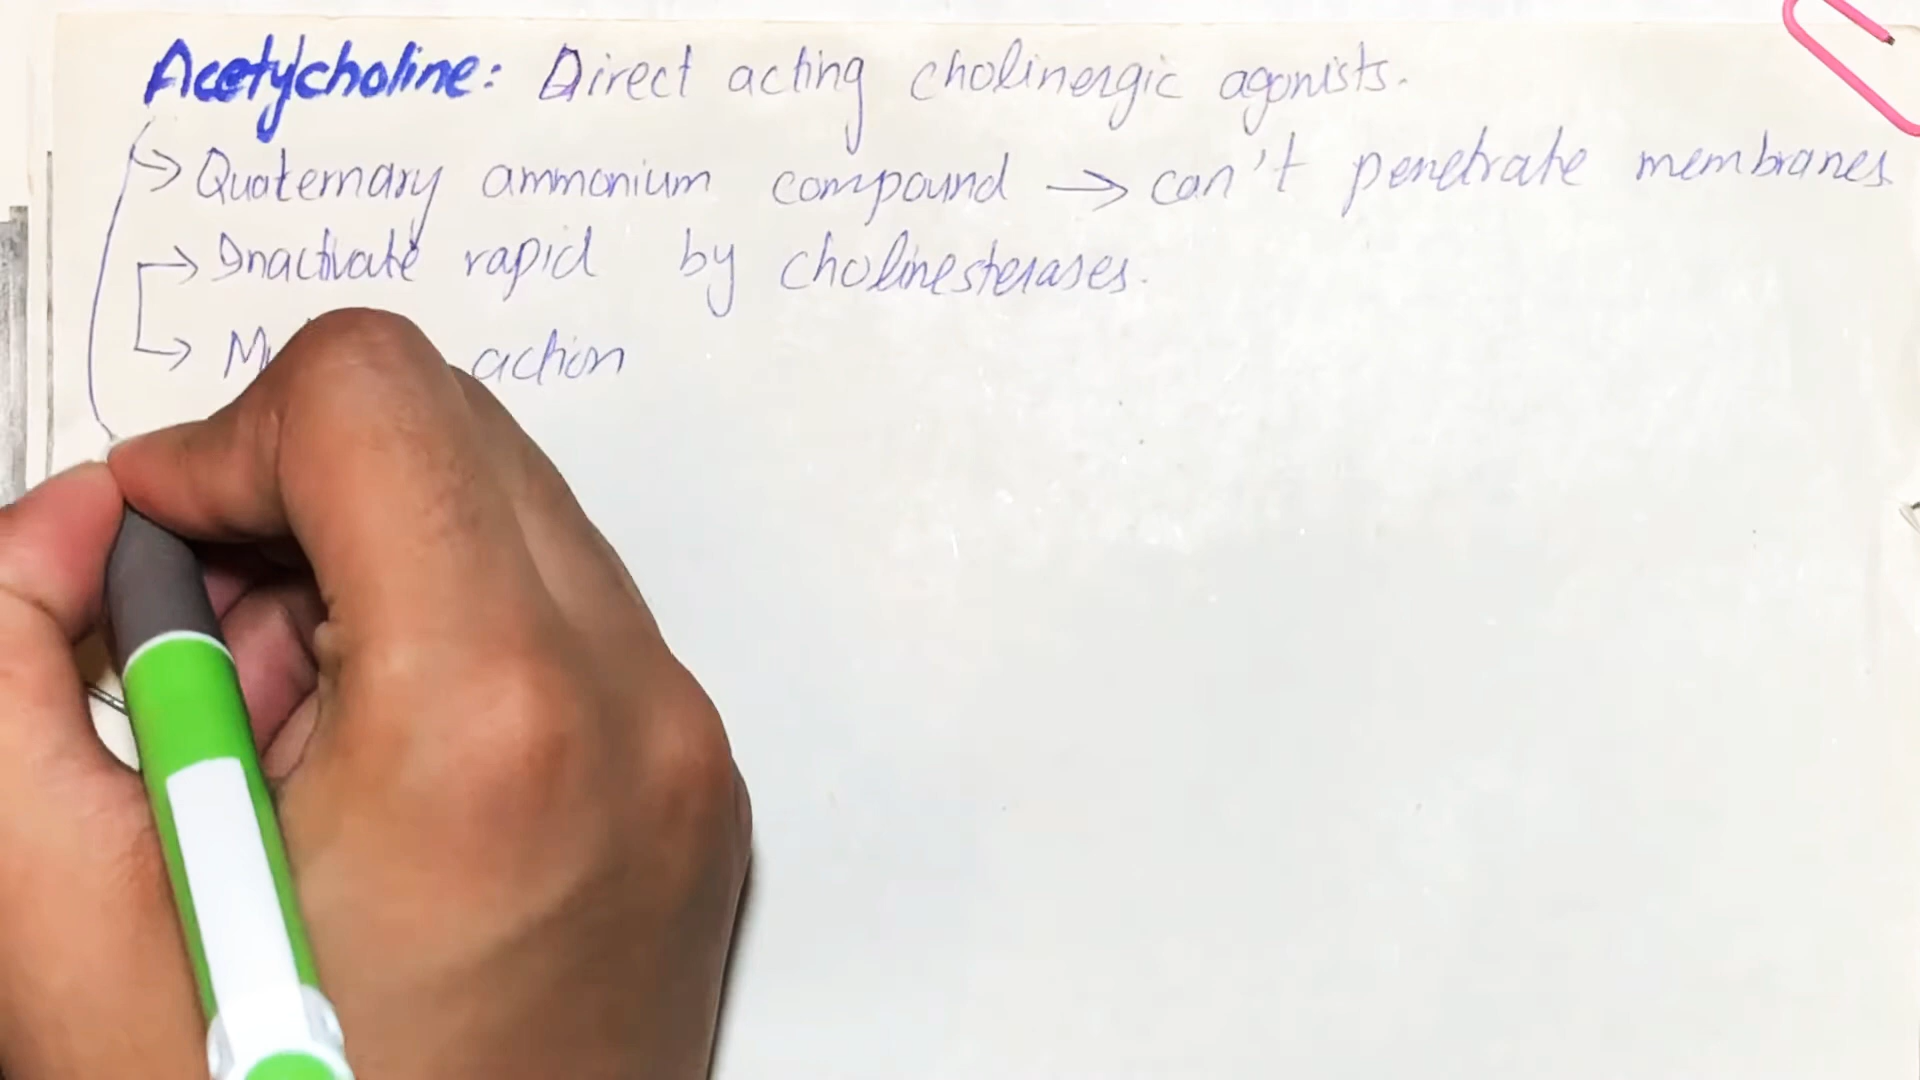 Acetylcholine: Direct acting cholinergic agonists.
→ Quaternary ammonium compound → can't penetrate membranes
→ Inactivate rapid by cholinesterases.
→ action